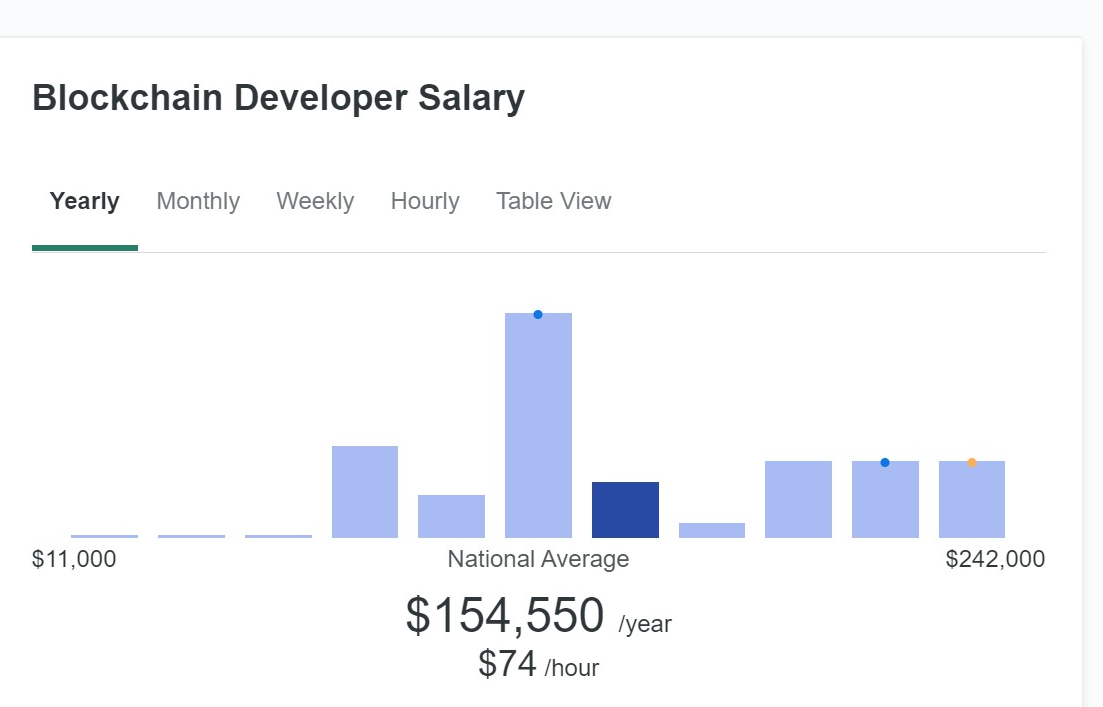 Blockchain Developer Salary
Yearly Monthly Weekly Hourly Table View
$11,000 National Average $242,000
$154,550 /year
$74 /hour